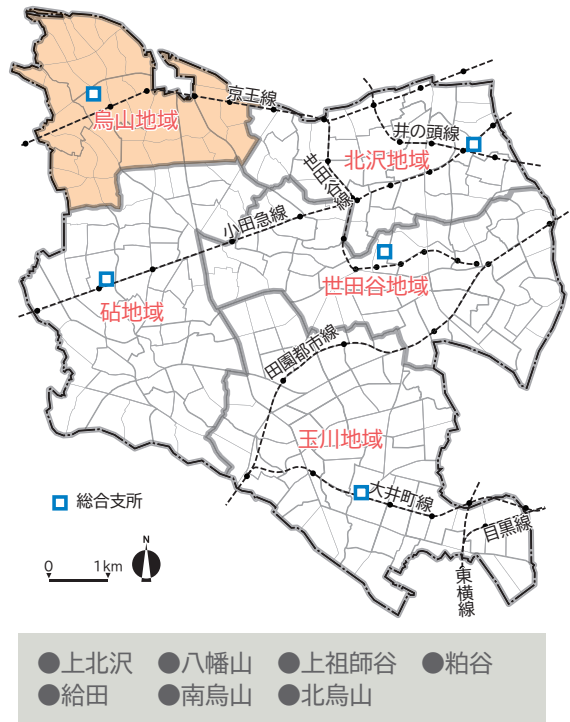 京王線
烏山地域
井の頭線
北沢地域
世田谷線
小田急線
世田谷地域
砧地域
田園都市線
玉川地域
大井町線
目黒線
東横線
総合支所
0 1km
N
●上北沢 ●八幡山 ●上祖師谷 ●粕谷
●給田 ●南烏山 ●北烏山